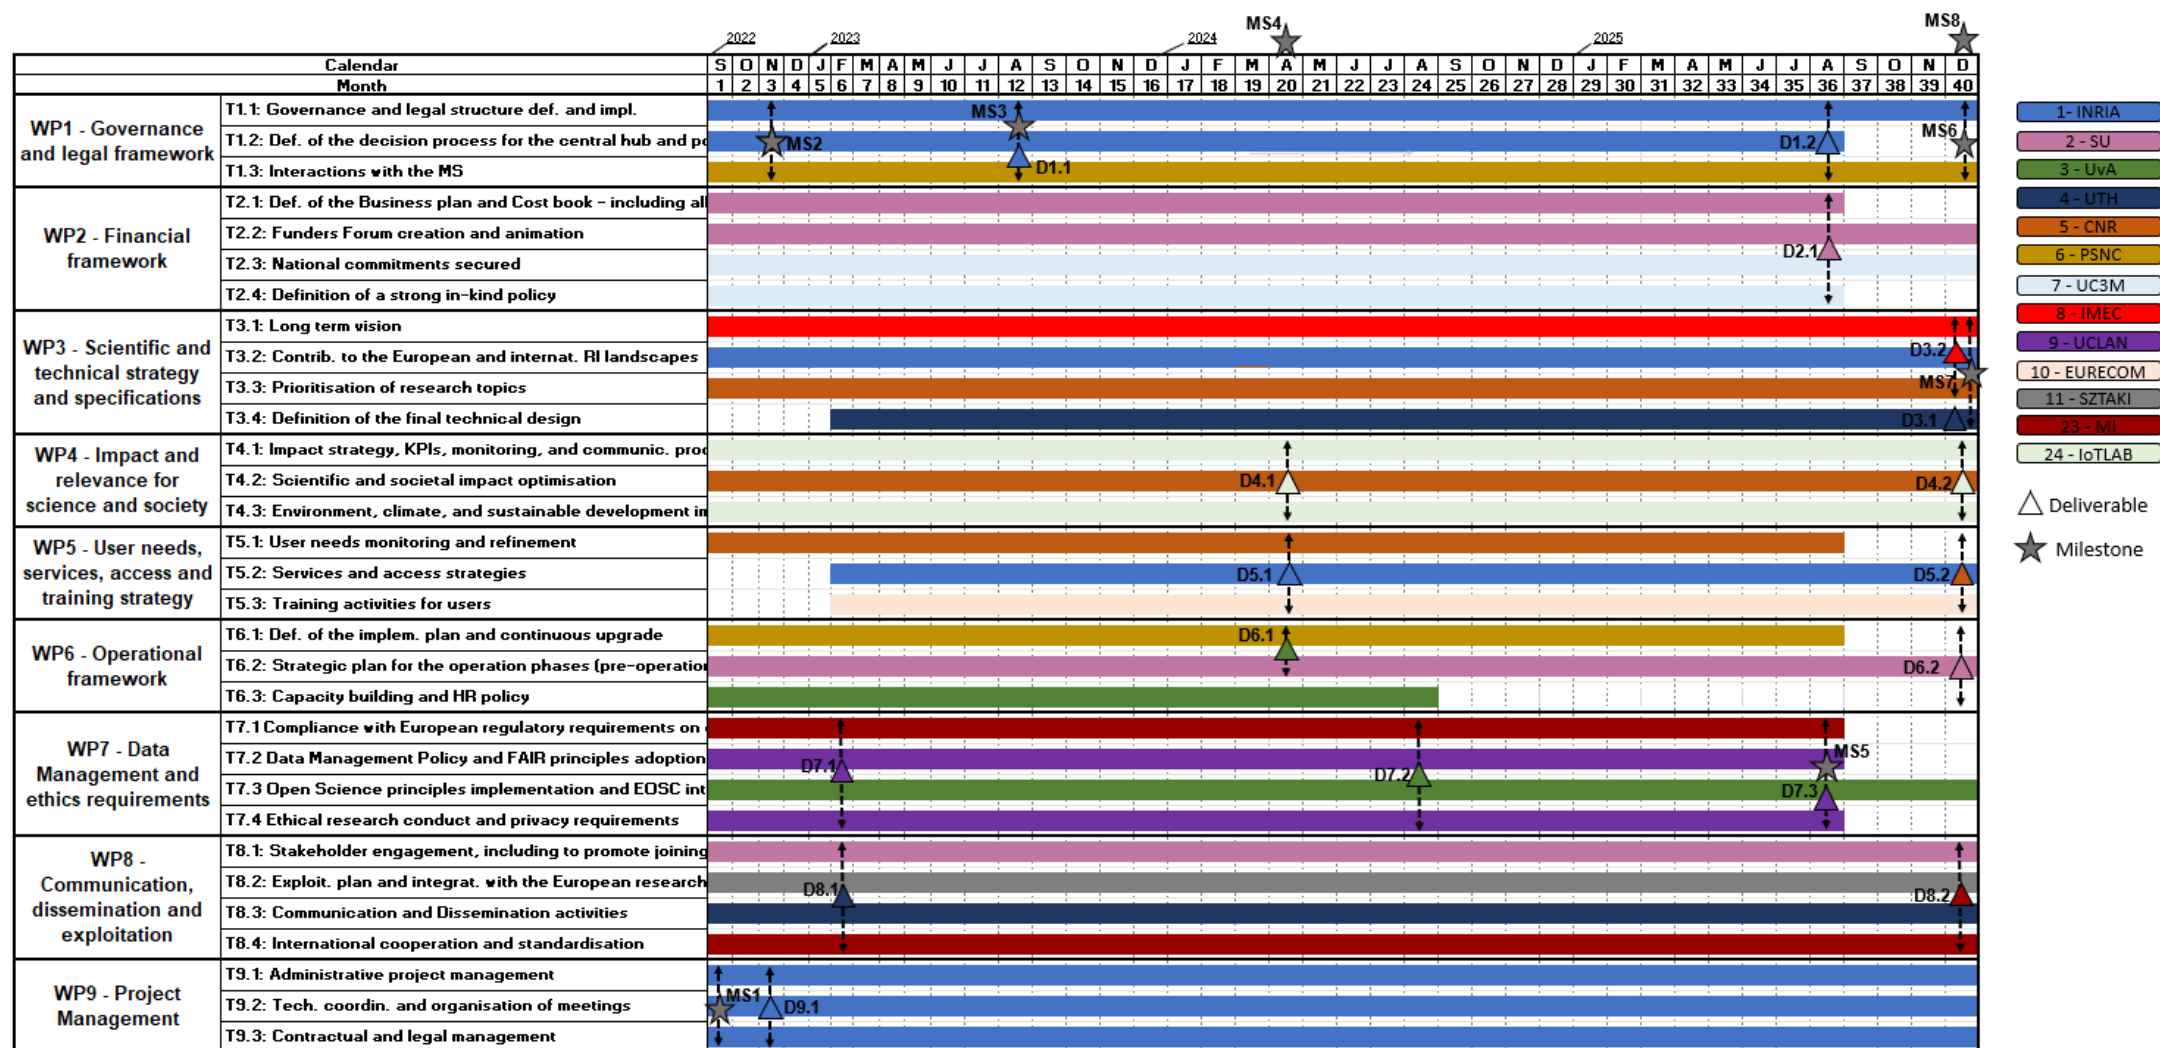 MS4
MS8
2022
2023
2024
2025
Calendar S O N D J F M A M J J A S O N D J F M A M J J A S O N D J F M A M J J A S O N D
Month 1 2 3 4 5 6 7 8 9 10 11 12 13 14 15 16 17 18 19 20 21 22 23 24 25 26 27 28 29 30 31 32 33 34 35 36 37 38 39 40
WP1 - Governance
and legal framework
T1.1: Governance and legal structure def. and impl.
MS3
T1.2: Def. of the decision process for the central hub and po
MS2
D1.2
MS6
T1.3: Interactions with the MS
D1.1
WP2 - Financial
framework
T2.1: Def. of the Business plan and Cost book - including all
T2.2: Funders Forum creation and animation
D2.1
T2.3: National commitments secured
T2.4: Definition of a strong in-kind policy
WP3 - Scientific and
technical strategy
and specifications
T3.1: Long term vision
T3.2: Contrib. to the European and internat. RI landscapes
D3.2
T3.3: Prioritisation of research topics
MS7
T3.4: Definition of the final technical design
D3.1
WP4 - Impact and
relevance for
science and society
T4.1: Impact strategy, KPIs, monitoring, and communic. proc
T4.2: Scientific and societal impact optimisation
D4.1
D4.2
T4.3: Environment, climate, and sustainable development im
WP5 - User needs,
services, access and
training strategy
T5.1: User needs monitoring and refinement
T5.2: Services and access strategies
D5.1
D5.2
T5.3: Training activities for users
WP6 - Operational
framework
T6.1: Def. of the implem. plan and continuous upgrade
D6.1
T6.2: Strategic plan for the operation phases (pre-operation
D6.2
T6.3: Capacity building and HR policy
WP7 - Data
Management and
ethics requirements
T7.1 Compliance with European regulatory requirements on
T7.2 Data Management Policy and FAIR principles adoption
D7.1
D7.2
MS5
T7.3 Open Science principles implementation and EOSC int
D7.3
T7.4 Ethical research conduct and privacy requirements
WP8 -
Communication,
dissemination and
exploitation
T8.1: Stakeholder engagement, including to promote joining
T8.2: Exploit. plan and integrat. with the European research
D8.1
D8.2
T8.3: Communication and Dissemination activities
T8.4: International cooperation and standardisation
WP9 - Project
Management
T9.1: Administrative project management
MS1
T9.2: Tech. coordin. and organisation of meetings
D9.1
T9.3: Contractual and legal management
1- INRIA
2 - SU
3 - UvA
4 - UTH
5 - CNR
6 - PSNC
7 - UC3M
8 - IMEC
9 - UCLAN
10 - EURECOM
11 - SZTAKI
23 - MI
24 - IoTLAB
Deliverable
Milestone